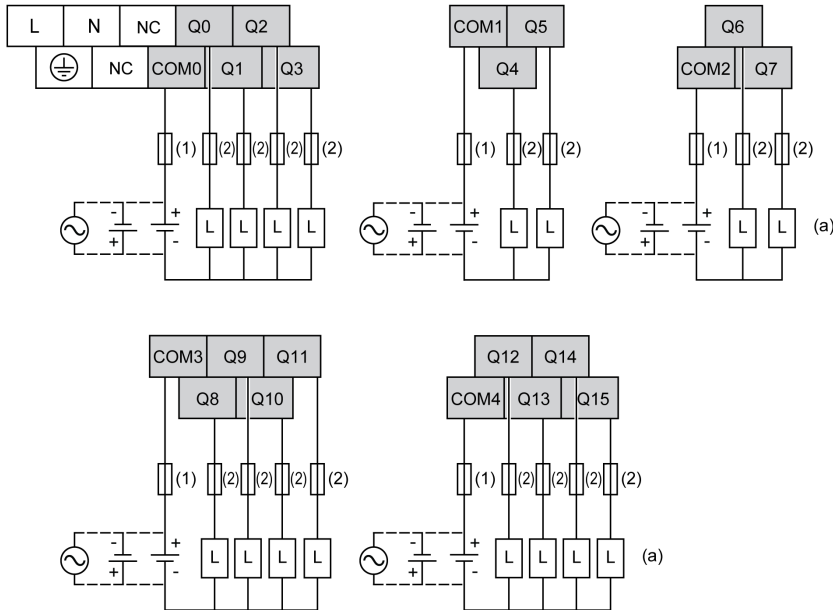 L N NC Q0 Q2
NC COM0 Q1 Q3
COM1 Q5
Q4
Q6
COM2 Q7
(1) (2) (2) (2) (2)
(1) (2) (2)
(1) (2) (2)
- + + -
L L L L
- + + -
L L
- + + -
L L
(a)
COM3 Q9 Q11
Q8 Q10
Q12 Q14
COM4 Q13 Q15
(1) (2) (2) (2) (2)
(1) (2) (2) (2) (2)
- + + -
L L L L
- + + -
L L L L
(a)